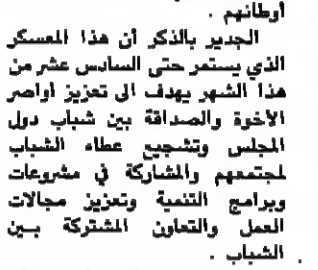 أوطانهم .
الجدير بالذكر أن هذا المعسكر
الذي يستمر حتى السادس عشر من
هذا الشهر يهدف الى تعزيز اواصر
الأخوة والصداقة بين شباب دول
المجلس وتشجيع عطاء الشباب
لمجتمعهم والمشاركة في مشروعات
وبرامج التنمية وتعزيز مجالات
العمل والتعاون المشتركة بين
الشباب .